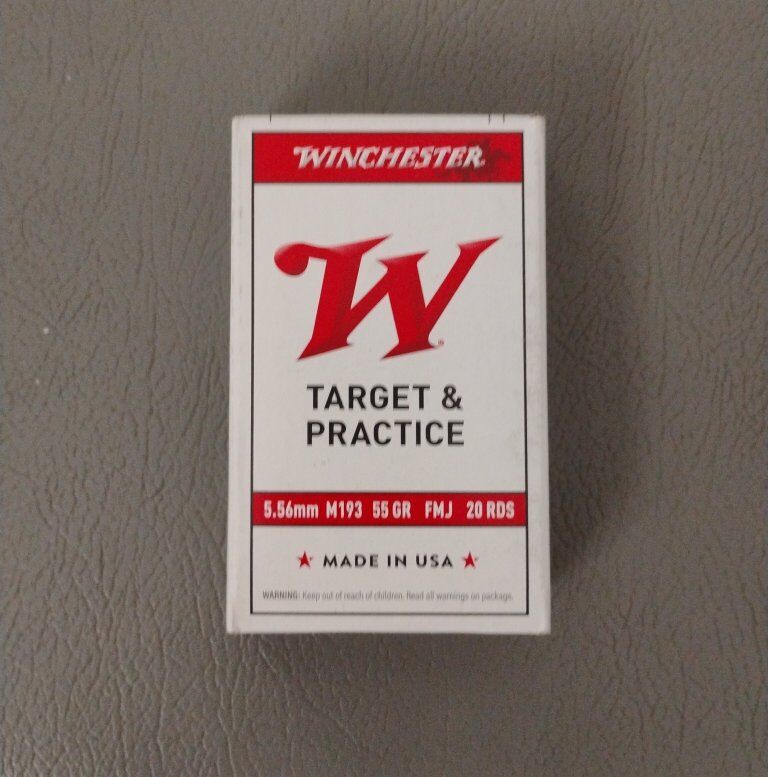 WINCHESTER
W
TARGET &
PRACTICE
5.56mm M193 55 GR FMJ 20 RDS
★ MADE IN USA ★
WARNING: Keep out of reach of children. Read all warnings on package.